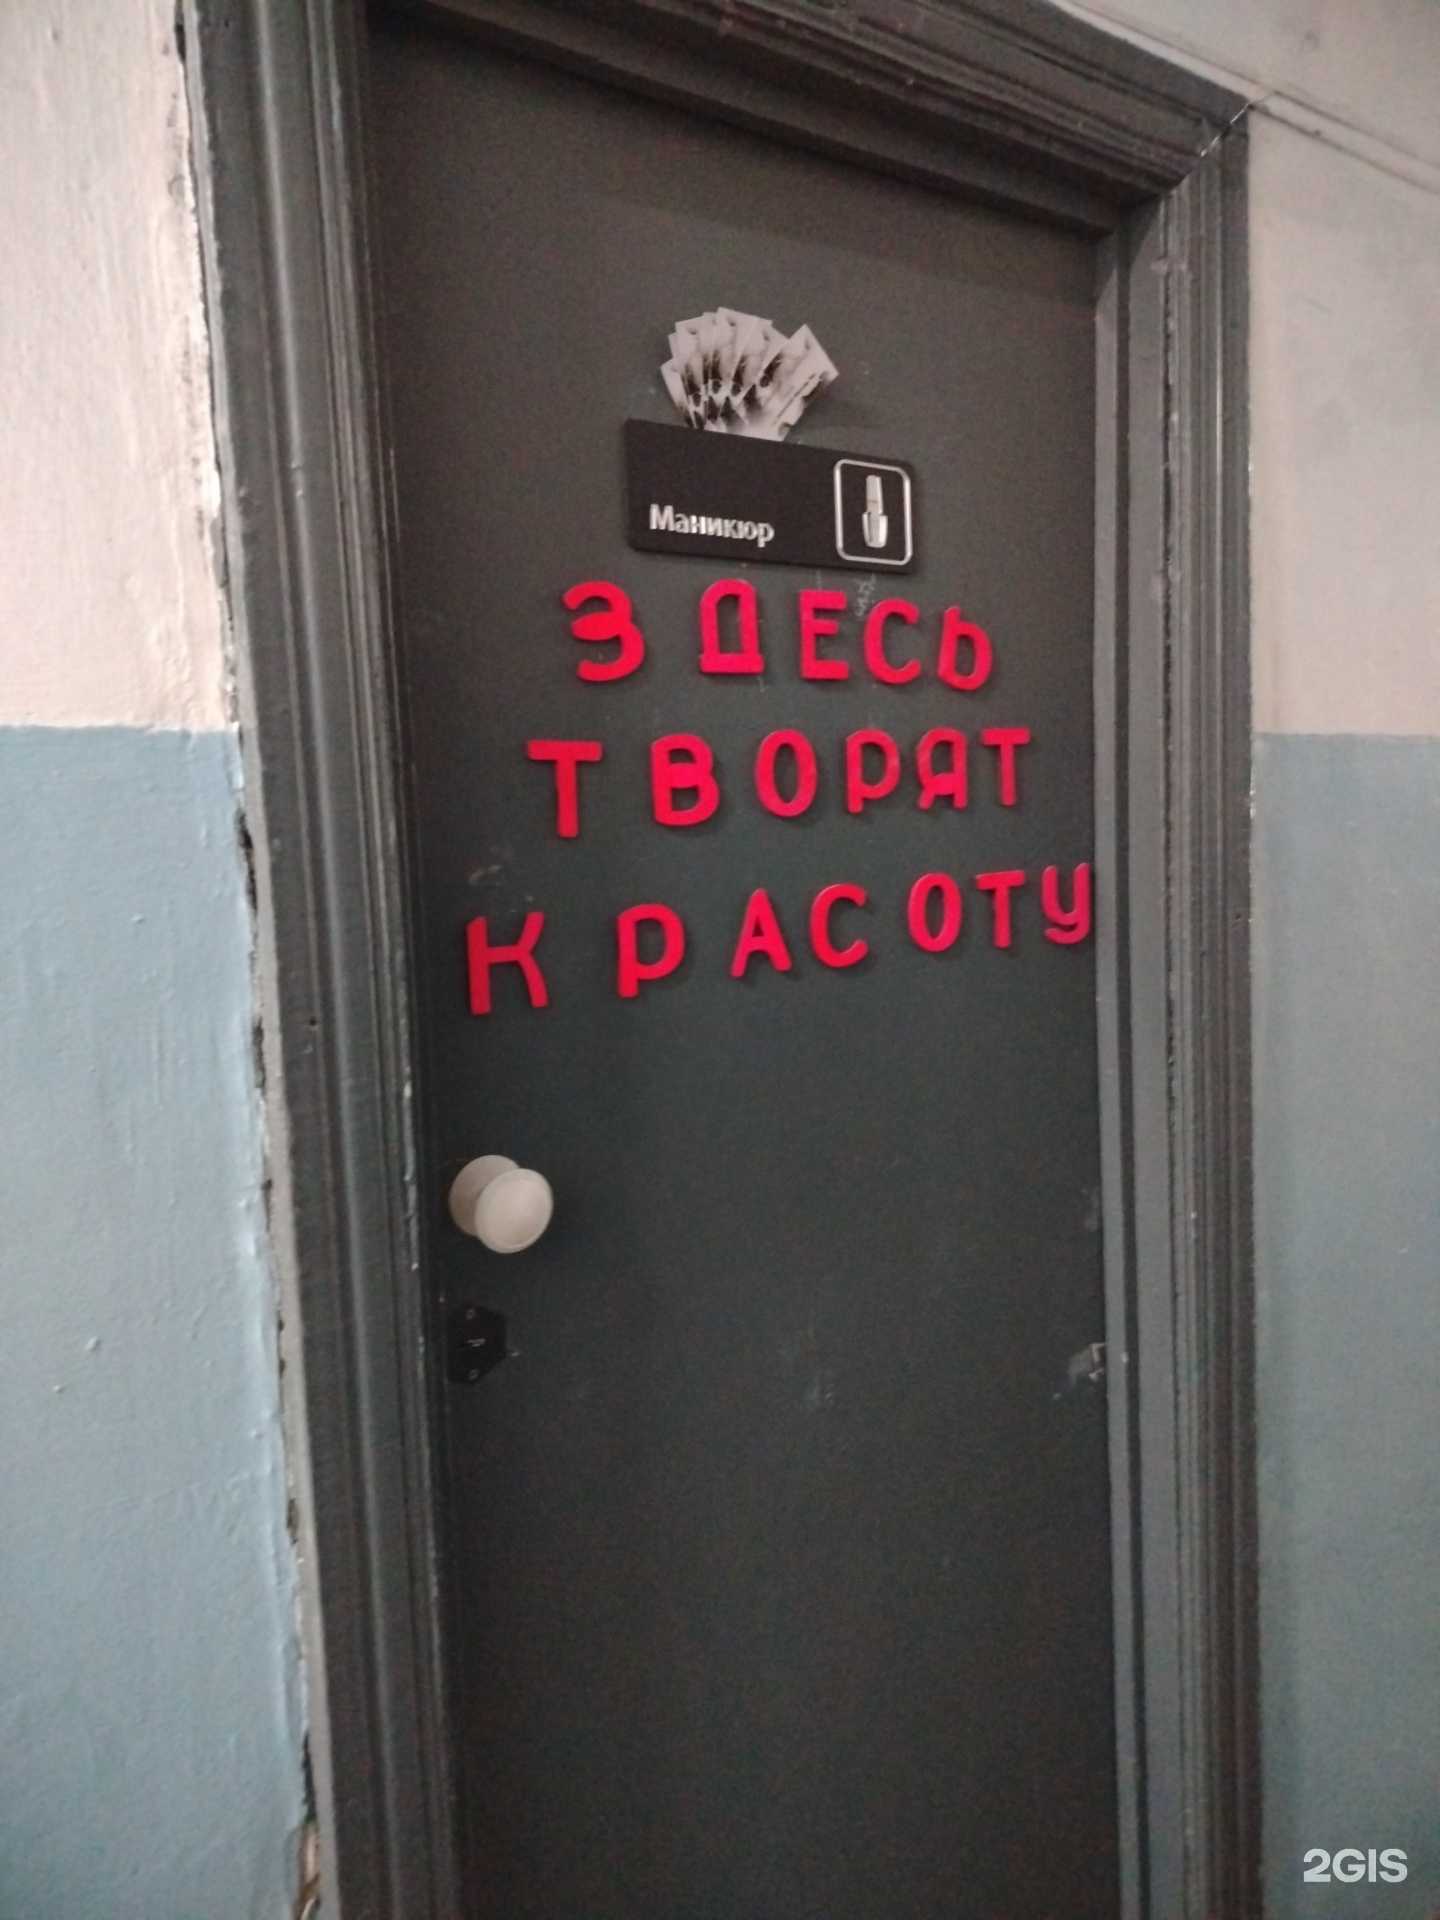 Маникюр
ЗДЕСЬ
ТВОРЯТ
КРАСОТУ
2GIS